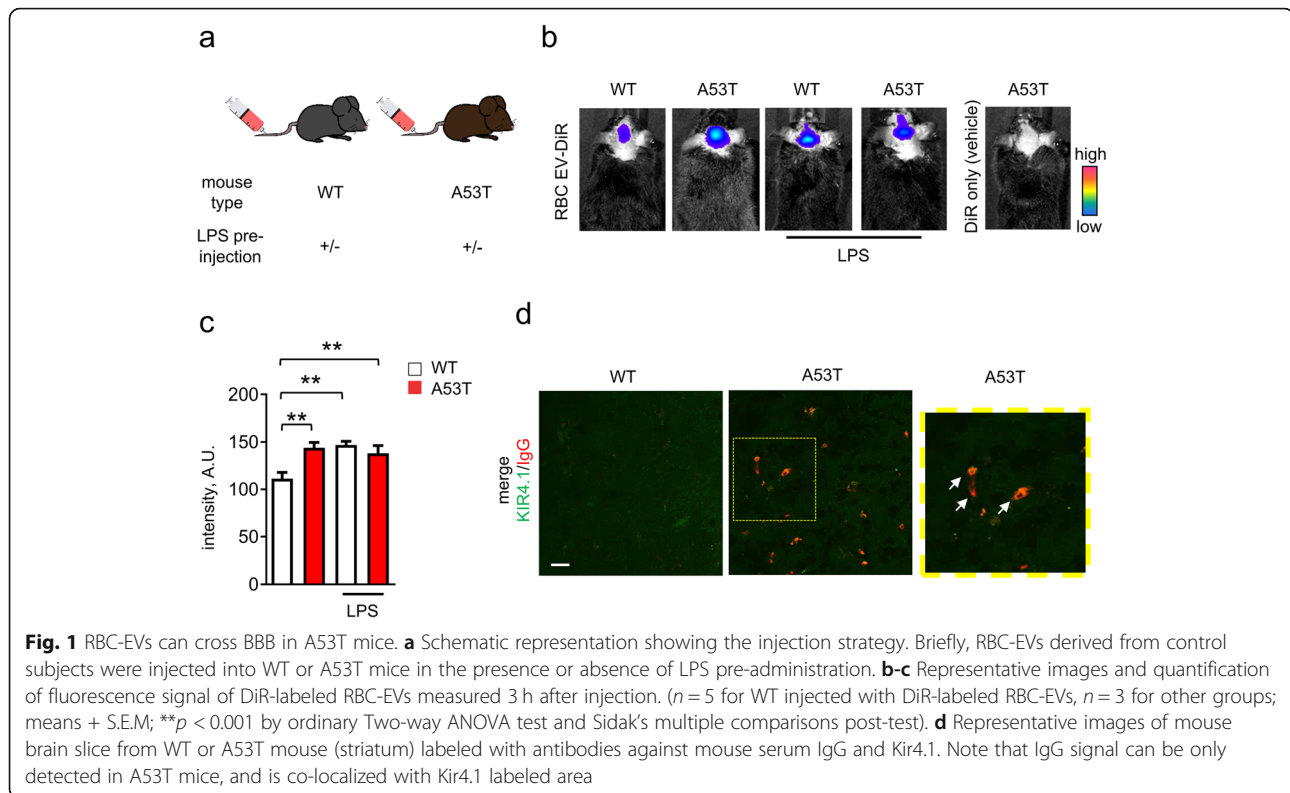 a
mouse type
WT
A53T
LPS pre-injection
+/-
+/-
b
WT
A53T
WT
A53T
A53T
RBC EV-DiR
DiR only (vehicle)
high
low
LPS
c
**
**
**
WT
A53T
intensity, A.U.
200
150
100
50
0
LPS
d
WT
A53T
A53T
merge
KIR4.1/IgG
Fig. 1 RBC-EVs can cross BBB in A53T mice. a Schematic representation showing the injection strategy. Briefly, RBC-EVs derived from control
subjects were injected into WT or A53T mice in the presence or absence of LPS pre-administration. b-c Representative images and quantification
of fluorescence signal of DiR-labeled RBC-EVs measured 3 h after injection. (n = 5 for WT injected with DiR-labeled RBC-EVs, n = 3 for other groups;
means + S.E.M; **p < 0.001 by ordinary Two-way ANOVA test and Sidak's multiple comparisons post-test). d Representative images of mouse
brain slice from WT or A53T mouse (striatum) labeled with antibodies against mouse serum IgG and Kir4.1. Note that IgG signal can be only
detected in A53T mice, and is co-localized with Kir4.1 labeled area